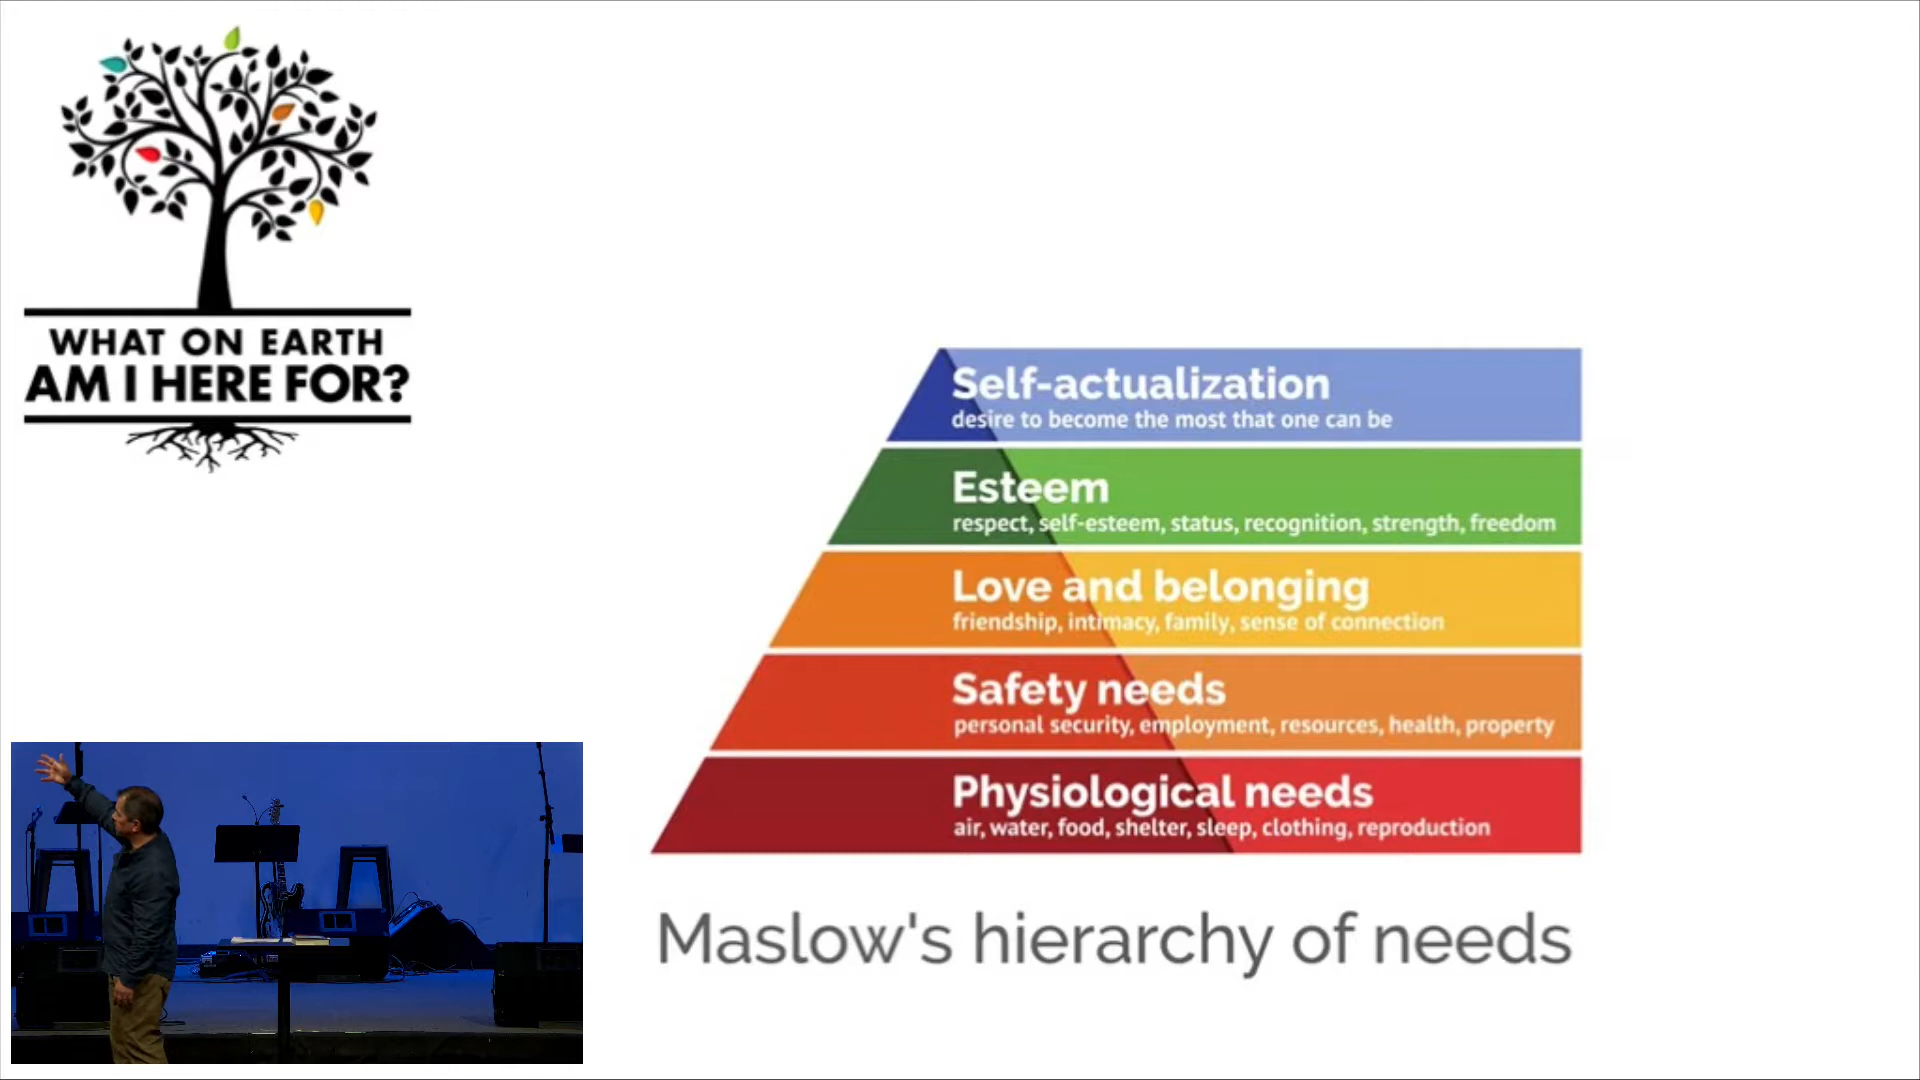 WHAT ON EARTH
AM I HERE FOR?
Self-actualization
desire to become the most that one can be
Esteem
respect, self-esteem, status, recognition, strength, freedom
Love and belonging
friendship, intimacy, family, sense of connection
Safety needs
personal security, employment, resources, health, property
Physiological needs
air, water, food, shelter, sleep, clothing, reproduction
Maslow's hierarchy of needs